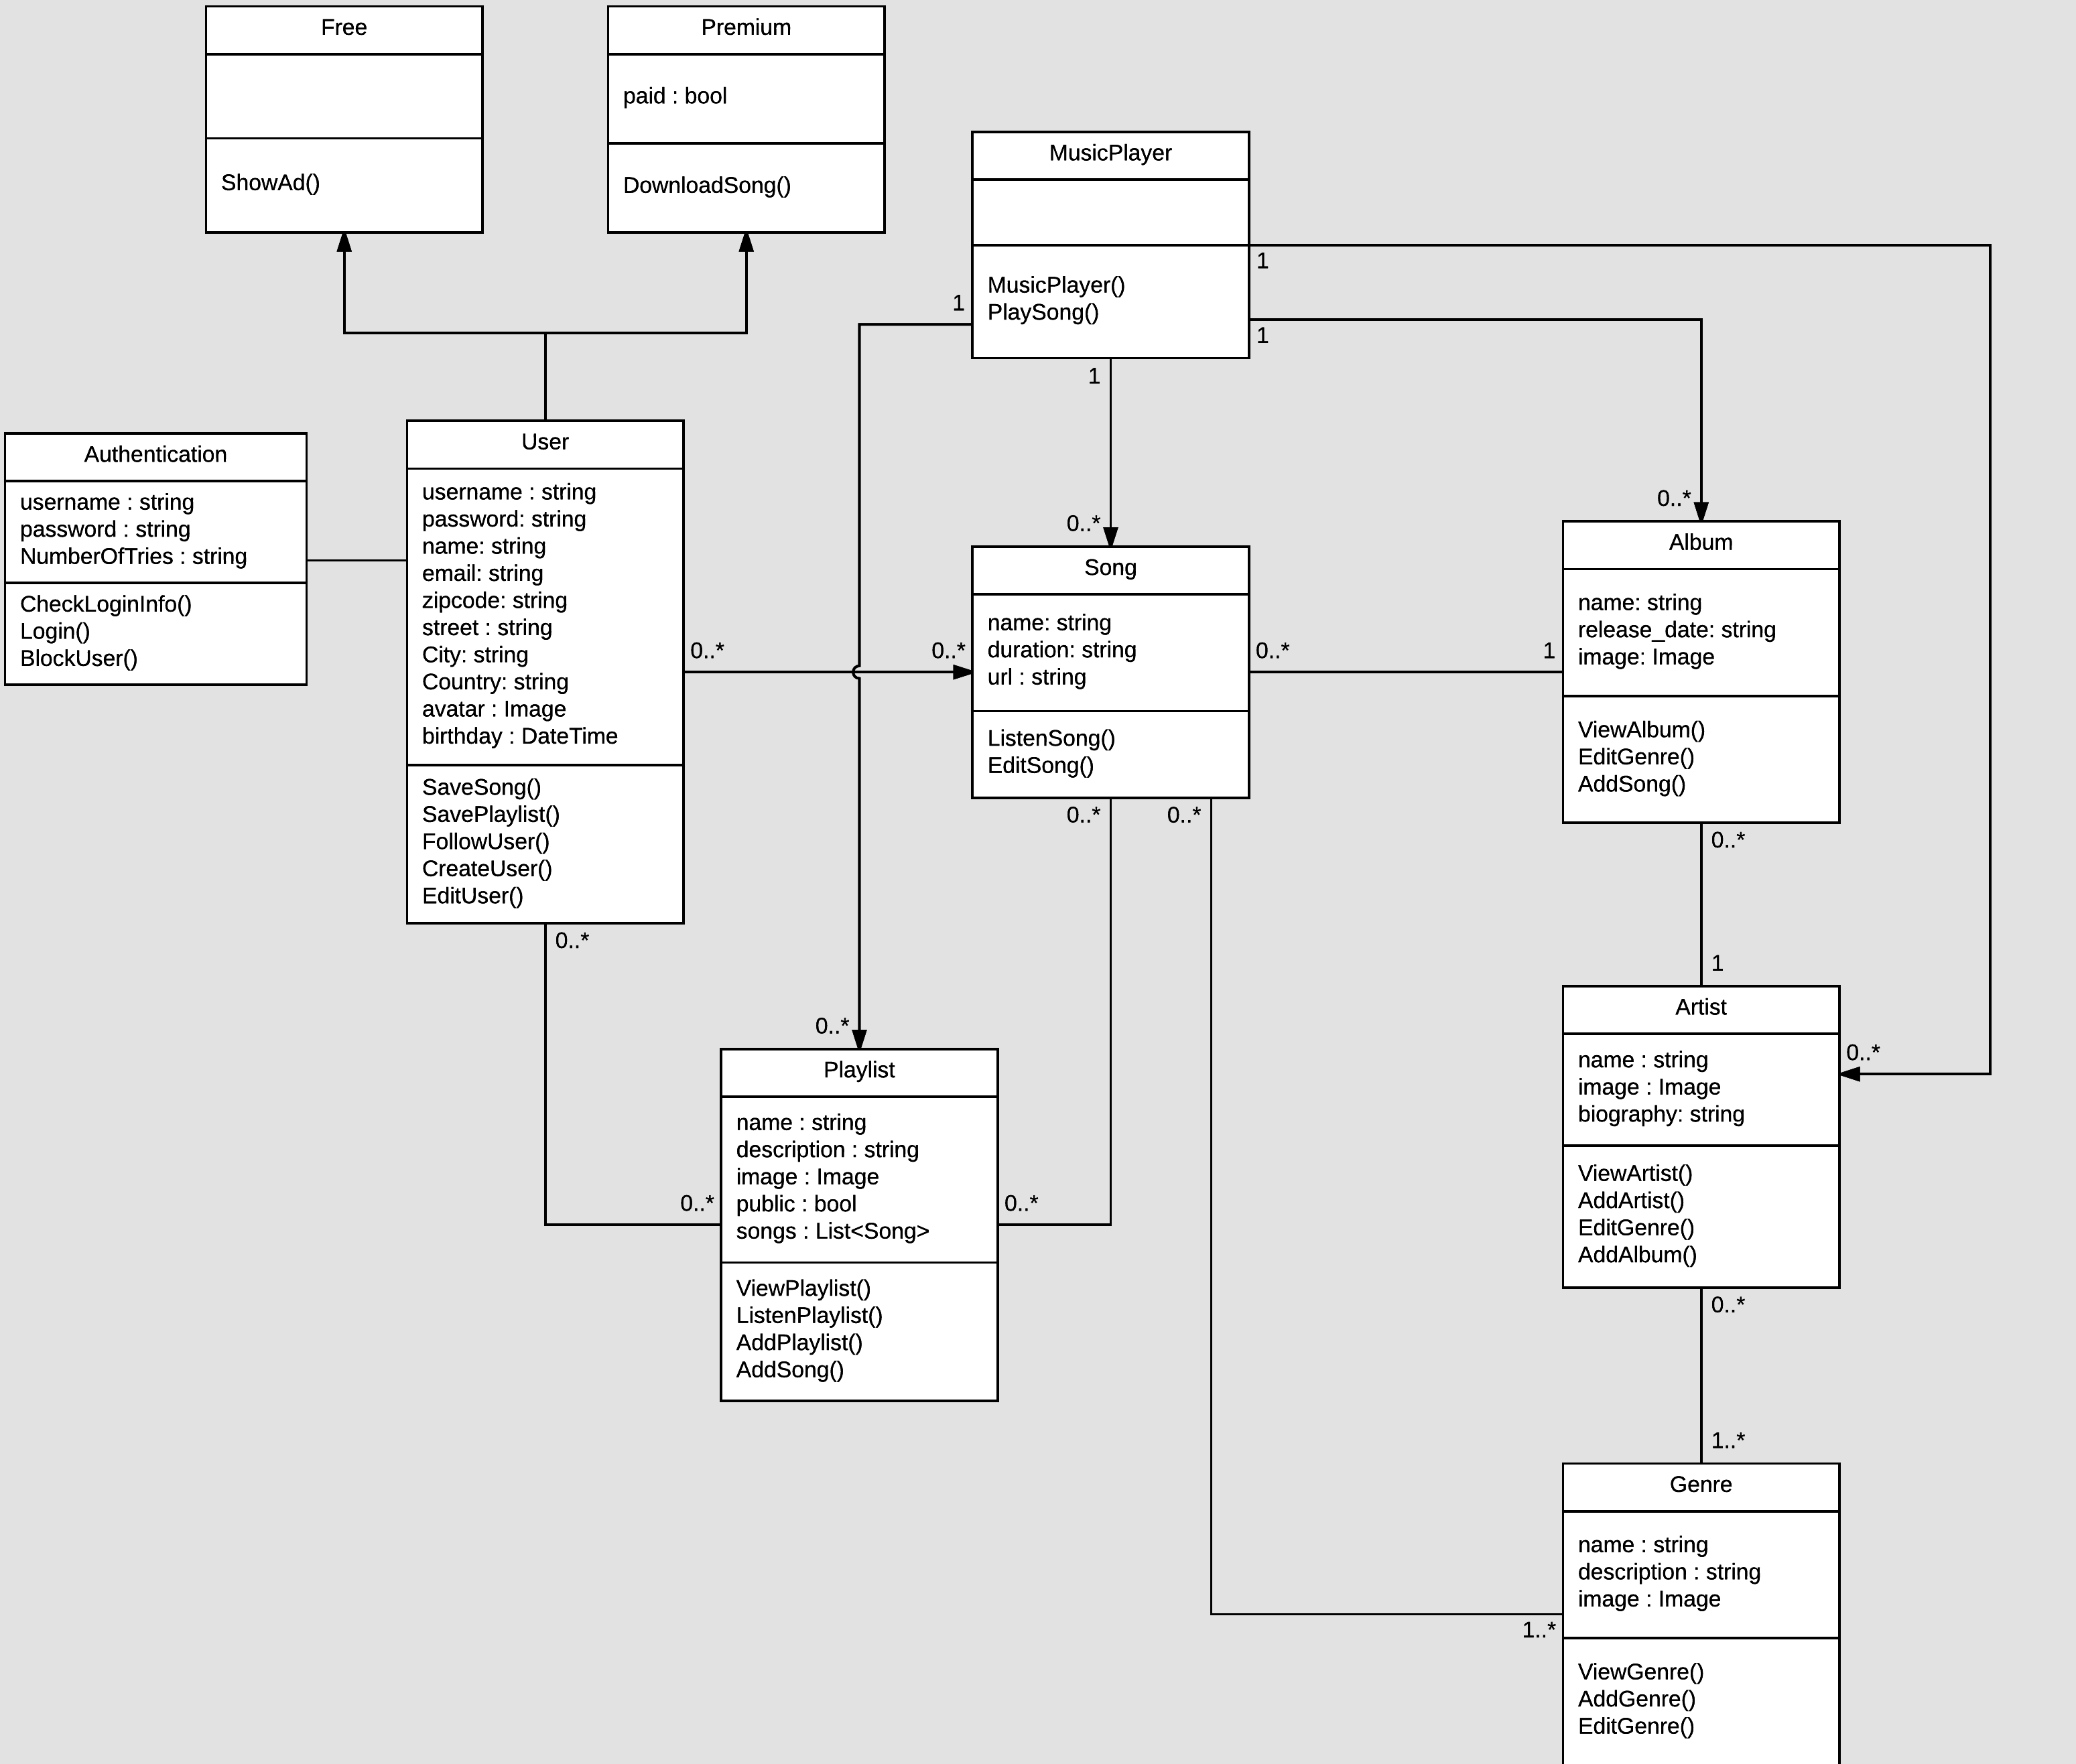 Free
ShowAd()
Premium
paid : bool
DownloadSong()
MusicPlayer
MusicPlayer()
PlaySong()
1
1
1
1
Authentication
username : string
password : string
NumberOfTries : string
CheckLoginInfo()
Login()
BlockUser()
User
username : string
password: string
name: string
email: string
zipcode: string
street : string
City: string
Country: string
avatar : Image
birthday : DateTime
SaveSong()
SavePlaylist()
FollowUser()
CreateUser()
EditUser()
0..*
0..*
0..*
0..*
Song
name: string
duration: string
url : string
ListenSong()
EditSong()
0..*
1
0..*
0..*
0..*
Album
name: string
release_date: string
image: Image
ViewAlbum()
EditGenre()
AddSong()
0..*
1
0..*
Playlist
name : string
description : string
image : Image
public : bool
songs : List<Song>
ViewPlaylist()
ListenPlaylist()
AddPlaylist()
AddSong()
0..*
0..*
Artist
name : string
image : Image
biography: string
ViewArtist()
AddArtist()
EditGenre()
AddAlbum()
0..*
0..*
1..*
Genre
name : string
description : string
image : Image
ViewGenre()
AddGenre()
EditGenre()
1..*